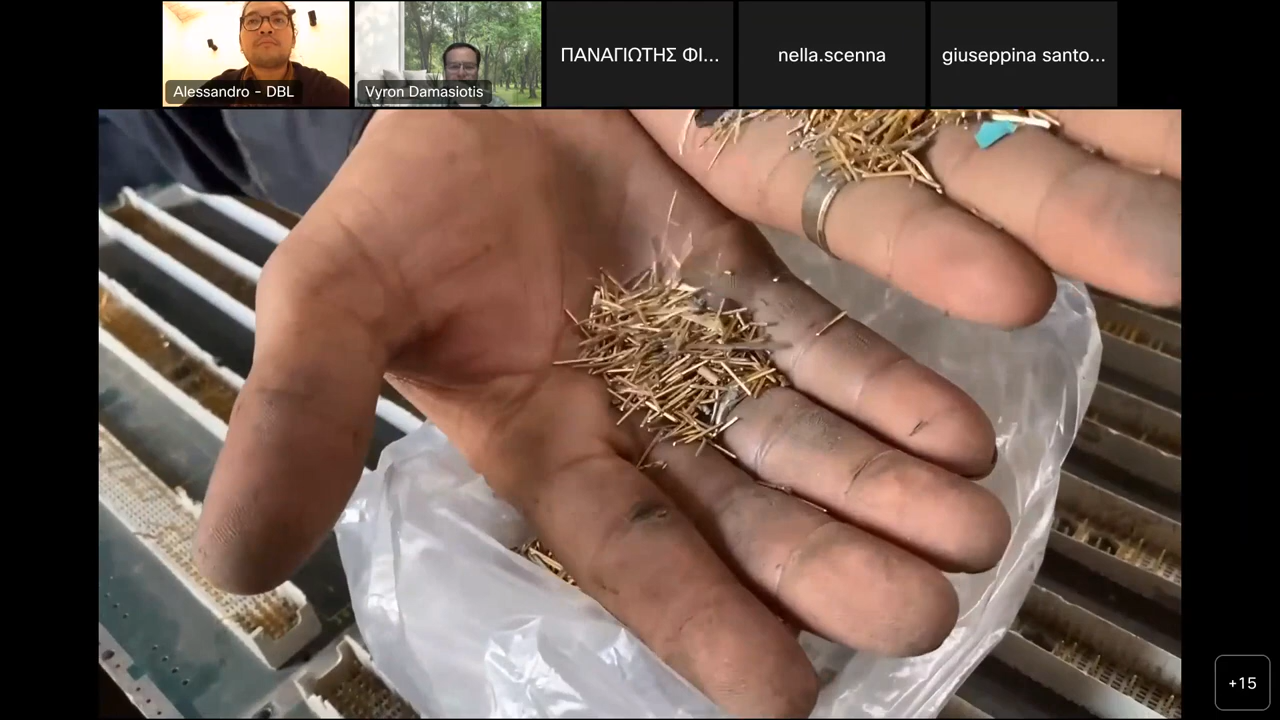 Alessandro - DBL
Vyron Damasiotis
ΠΑΝΑΓΙΩΤΗΣ ΦΙ...
nella.scenna
giuseppina santo...
+15